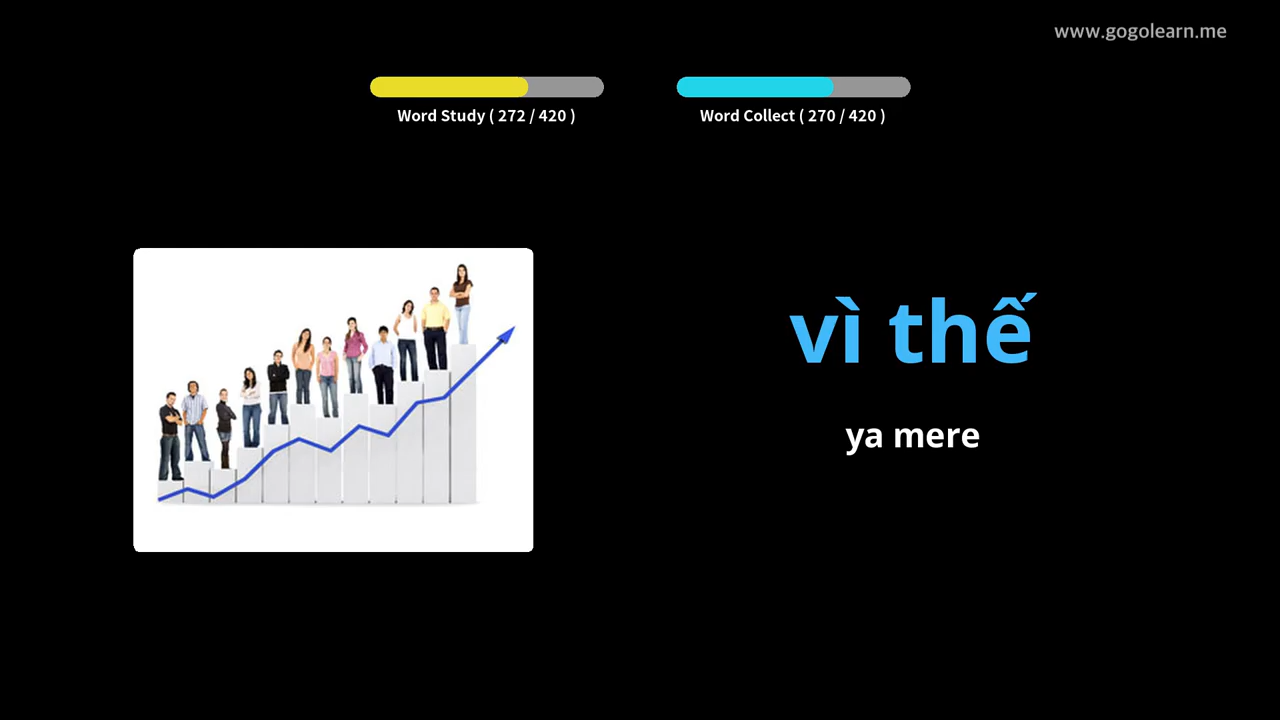 www.gogolearn.me
Word Study ( 272 / 420 )
Word Collect ( 270 / 420 )
vì thế
ya mere